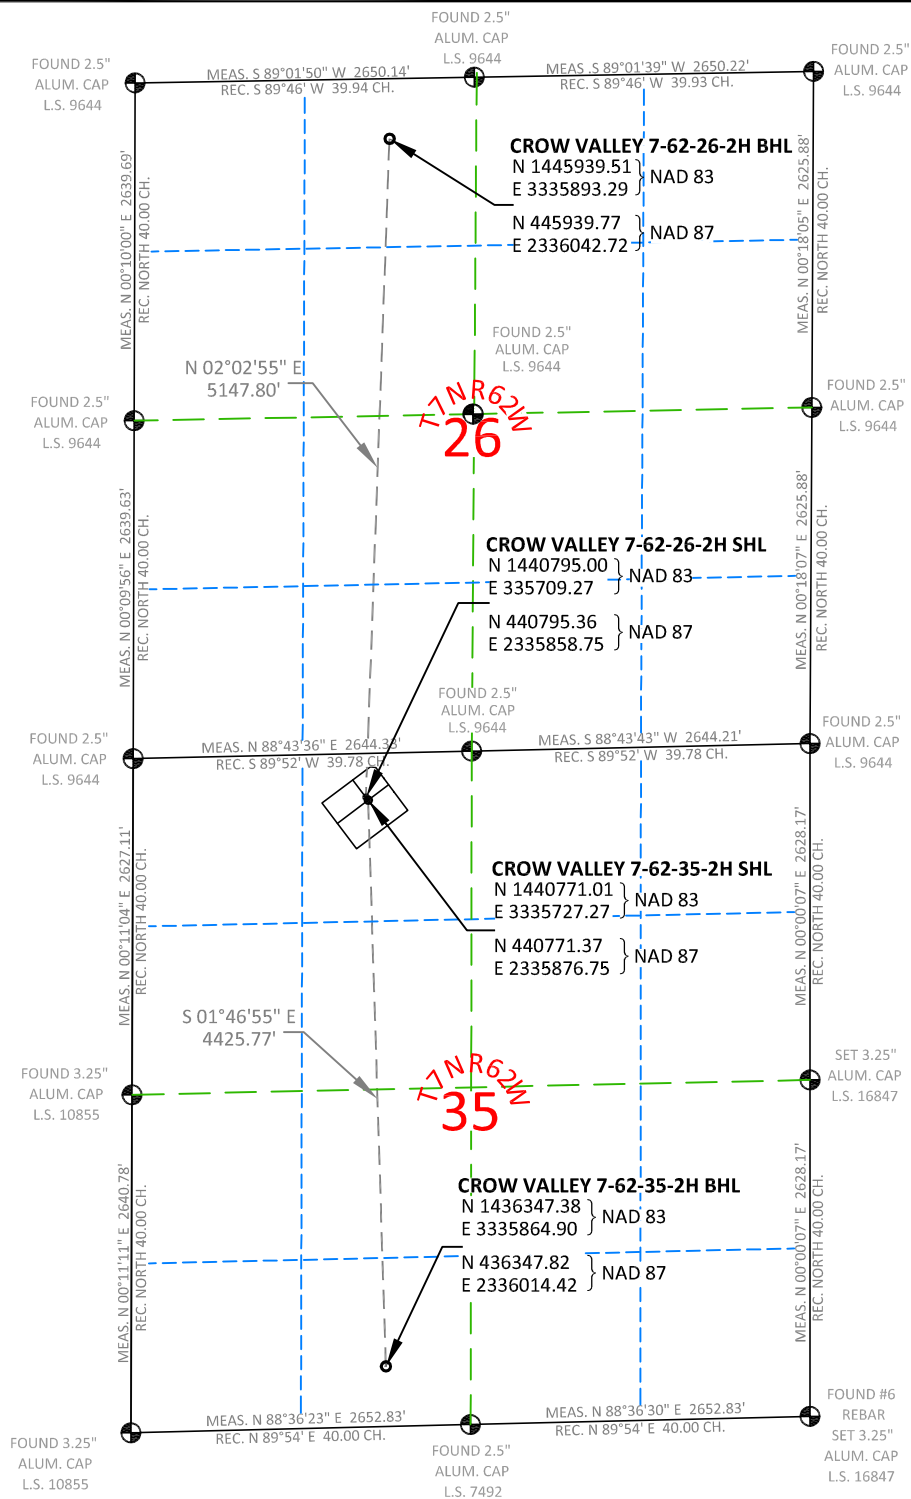 FOUND 2.5"
ALUM. CAP
L.S. 9644
FOUND 2.5"
ALUM. CAP
L.S. 9644
FOUND 2.5"
ALUM. CAP
L.S. 9644
MEAS. S 89°01'50" W 2650.14'
REC. S 89°46' W 39.94 CH.
MEAS .S 89°01'39" W 2650.22'
REC. S 89°46' W 39.93 CH.
MEAS. N 00°10'00" E 2639.69'
REC. NORTH 40.00 CH.
CROW VALLEY 7-62-26-2H BHL
N 1445939.51
E 3335893.29
NAD 83
N 445939.77
E 2336042.72
NAD 87
MEAS. N 00°18'05" E 2625.88'
REC. NORTH 40.00 CH.
N 02°02'55" E
5147.80'
FOUND 2.5"
ALUM. CAP
L.S. 9644
FOUND 2.5"
ALUM. CAP
L.S. 9644
T7NR62W
26
FOUND 2.5"
ALUM. CAP
L.S. 9644
MEAS. N 00°09'56" E 2639.63'
REC. NORTH 40.00 CH.
CROW VALLEY 7-62-26-2H SHL
N 1440795.00
E 335709.27
NAD 83
N 440795.36
E 2335858.75
NAD 87
MEAS. N 00°18'07" E 2625.88'
REC. NORTH 40.00 CH.
FOUND 2.5"
ALUM. CAP
L.S. 9644
FOUND 2.5"
ALUM. CAP
L.S. 9644
FOUND 2.5"
ALUM. CAP
L.S. 9644
MEAS. N 88°43'36" E 2644.33'
REC. S 89°52' W 39.78 CH.
MEAS. S 88°43'43" W 2644.21'
REC. S 89°52' W 39.78 CH.
MEAS. N 00°11'04" E 2627.11'
REC. NORTH 40.00 CH.
CROW VALLEY 7-62-35-2H SHL
N 1440771.01
E 3335727.27
NAD 83
N 440771.37
E 2335876.75
NAD 87
MEAS. N 00°00'07" E 2628.17'
REC. NORTH 40.00 CH.
S 01°46'55" E
4425.77'
FOUND 3.25"
ALUM. CAP
L.S. 10855
T7NR62W
35
SET 3.25"
ALUM. CAP
L.S. 16847
MEAS. N 00°11'11" E 2640.78'
REC. NORTH 40.00 CH.
CROW VALLEY 7-62-35-2H BHL
N 1436347.38
E 3335864.90
NAD 83
N 436347.82
E 2336014.42
NAD 87
MEAS. N 00°00'07" E 2628.17'
REC. NORTH 40.00 CH.
MEAS. N 88°36'23" E 2652.83'
REC. N 89°54' E 40.00 CH.
MEAS. N 88°36'30" E 2652.83'
REC. N 89°54' E 40.00 CH.
FOUND 3.25"
ALUM. CAP
L.S. 10855
FOUND 2.5"
ALUM. CAP
L.S. 7492
FOUND #6
REBAR
SET 3.25"
ALUM. CAP
L.S. 16847